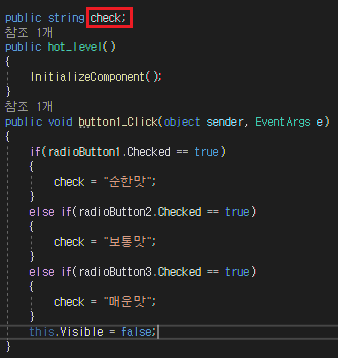 public string check;
참조 1개
public hot_level()
{
InitializeComponent();
}
참조 1개
public void button1_Click(object sender, EventArgs e)
{
if(radioButton1.Checked == true)
{
check = "순한맛";
}
else if(radioButton2.Checked == true)
{
check = "보통맛";
}
else if(radioButton3.Checked == true)
{
check = "매운맛";
}
this.Visible = false;